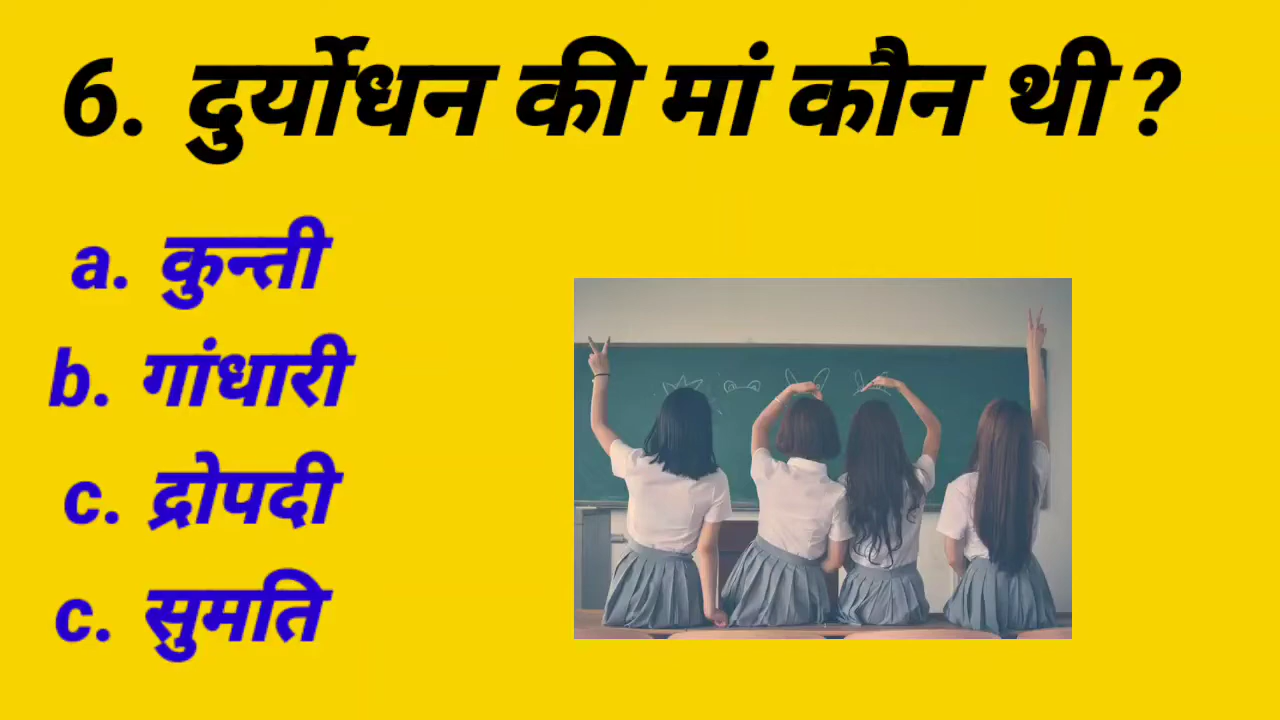 6. दुर्योधन की मां कौन थी?
a. कुन्ती
b. गांधारी
c. द्रोपदी
c. सुमति